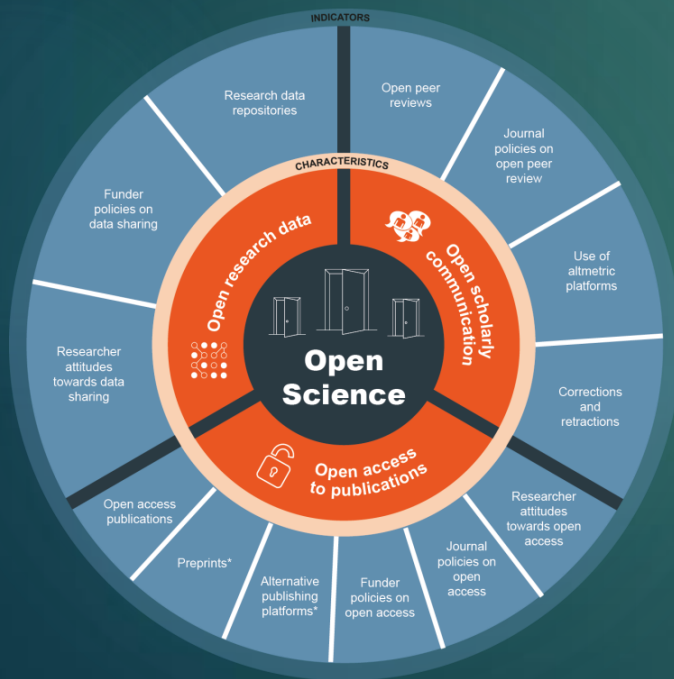 INDICATORS
Research data
repositories
Open peer
reviews
Journal
policies on
open peer
review
Funder
policies on
data sharing
Use of
altmetric
platforms
Researcher
attitudes
towards data
sharing
Corrections
and
retractions
CHARACTERISTICS
Open research data
Open scholarly
communication
Open
Science
Open access
to publications
Open access
publications
Preprints*
Alternative
publishing
platforms*
Funder
policies on
open access
Journal
policies on
open
access
Researcher
attitudes
towards open
access